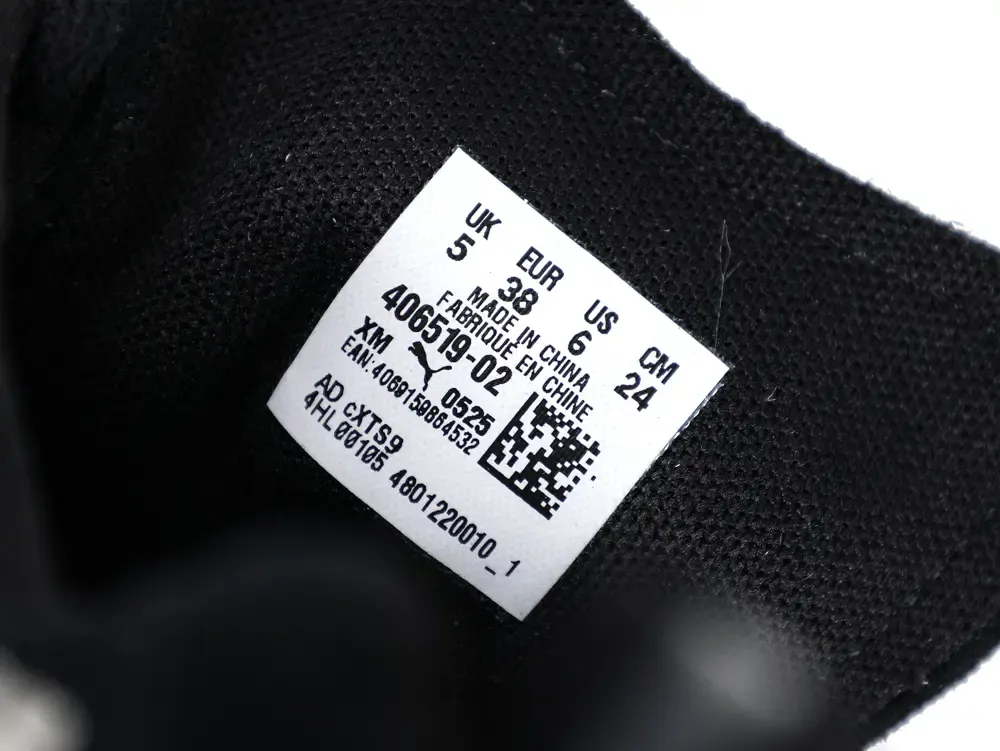 UK EUR US CM
5 38 6 24
MADE IN CHINA
FABRIQUÉ EN CHINE
406519-02
XM 0525
EAN:4069159864532
AD cXTS9
4HL00105 4801220010_1